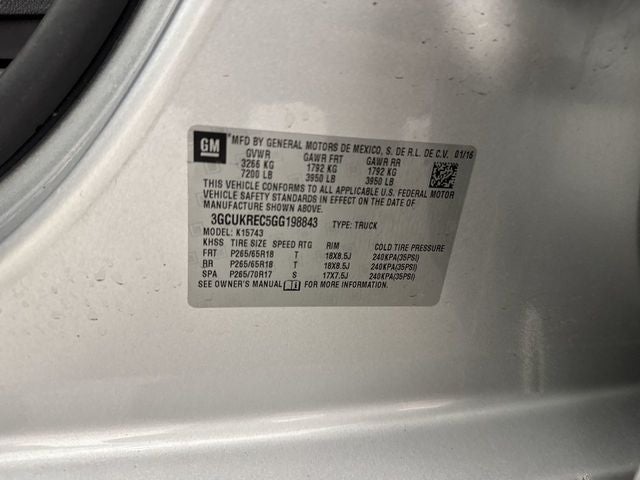 GM *MFD BY GENERAL MOTORS DE MEXICO, S. DE R.L. DE C.V. 01/16
GVWR GAWR FRT GAWR RR
3266 KG 1792 KG 1792 KG
7200 LB 3950 LB 3950 LB
THIS VEHICLE CONFORMS TO ALL APPLICABLE U.S. FEDERAL MOTOR
VEHICLE SAFETY STANDARDS IN EFFECT ON THE DATE OF
MANUFACTURE SHOWN ABOVE.
3GCUKREC5GG198843 TYPE: TRUCK
MODEL: K15743
KHSS TIRE SIZE SPEED RTG RIM COLD TIRE PRESSURE
FRT P265/65R18 T 18X8.5J 240KPA(35PSI)
RR P265/65R18 T 18X8.5J 240KPA(35PSI)
SPA P265/70R17 S 17X7.5J 240KPA(35PSI)
SEE OWNER'S MANUAL FOR MORE INFORMATION.